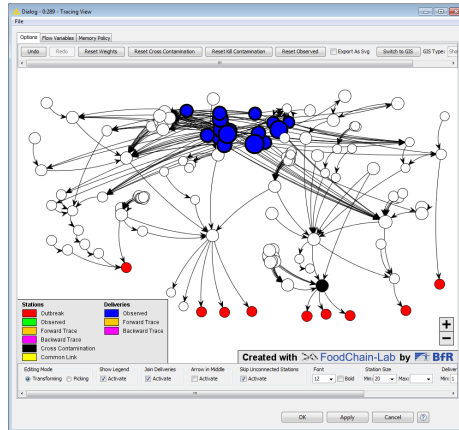 Dialog - 0:289 - Tracing View
File
Options Flow Variables Memory Policy
Undo Redo Reset Weights Reset Cross Contamination Reset Kill Contamination Reset Observed Export As Svg Switch to GIS GIS Type:
Stations Deliveries
Outbreak Observed
Observed Forward Trace
Forward Trace Backward Trace
Backward Trace
Cross Contamination
Common Link
+
-
Created with FoodChain-Lab by BfR
Editing Mode Show Legend Join Deliveries Arrow in Middle Skip Unconnected Stations Font Station Size
Transforming Picking Activate Activate Activate Activate 12 Bold Min: 20 Max: Min: 1
OK Apply Cancel ?